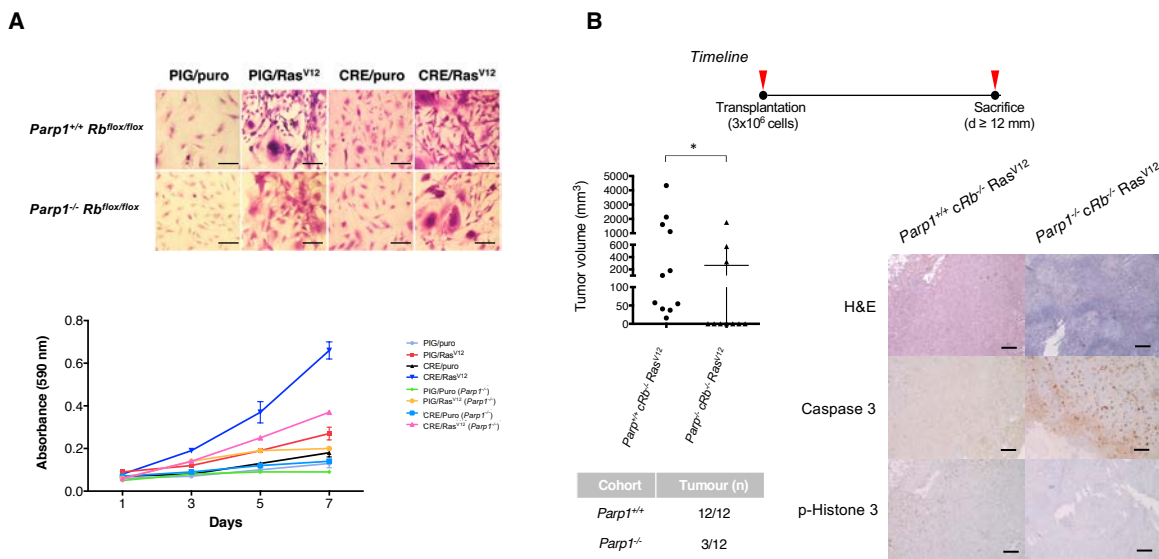 A
PIG/puro PIG/Ras^V12 CRE/puro CRE/Ras^V12
Parp1^+/+ Rb^flox/flox
Parp1^-/- Rb^flox/flox
Absorbance (590 nm)
0.8
0.6
0.4
0.2
0.0
1 3 5 7
Days
PIG/puro
PIG/Ras^V12
CRE/puro
CRE/Ras^V12
PIG/Puro (Parp1^-/-)
PIG/Ras^V12 (Parp1^-/-)
CRE/Puro (Parp1^-/-)
CRE/Ras^V12 (Parp1^-/-)
B
Timeline
Transplantation
(3x10^6 cells)
Sacrifice
(d ≥ 12 mm)
*
Tumor volume (mm^3)
5000
4000
3000
2000
1000
600
400
200
100
50
0
Parp^+/+ cRb^-/- Ras^V12
Parp^-/- cRb^-/- Ras^V12
Cohort Tumour (n)
Parp1^+/+ 12/12
Parp1^-/- 3/12
Parp1^+/+ cRb^-/- Ras^V12
Parp1^-/- cRb^-/- Ras^V12
H&E
Caspase 3
p-Histone 3